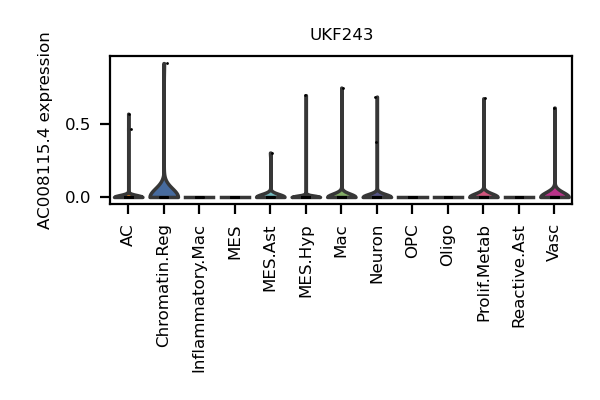 UKF243
AC008115.4 expression
0.5
0.0
AC
Chromatin.Reg
Inflammatory.Mac
MES
MES.Ast
MES.Hyp
Mac
Neuron
OPC
Oligo
Prolif.Metab
Reactive.Ast
Vasc